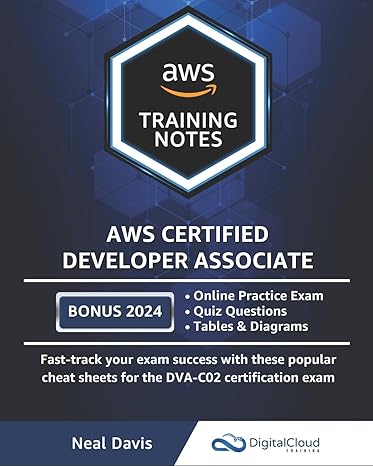 aws
TRAINING
NOTES
AWS CERTIFIED
DEVELOPER ASSOCIATE
BONUS 2024
• Online Practice Exam
• Quiz Questions
• Tables & Diagrams
Fast-track your exam success with these popular
cheat sheets for the DVA-C02 certification exam
Neal Davis
DigitalCloud
TRAINING